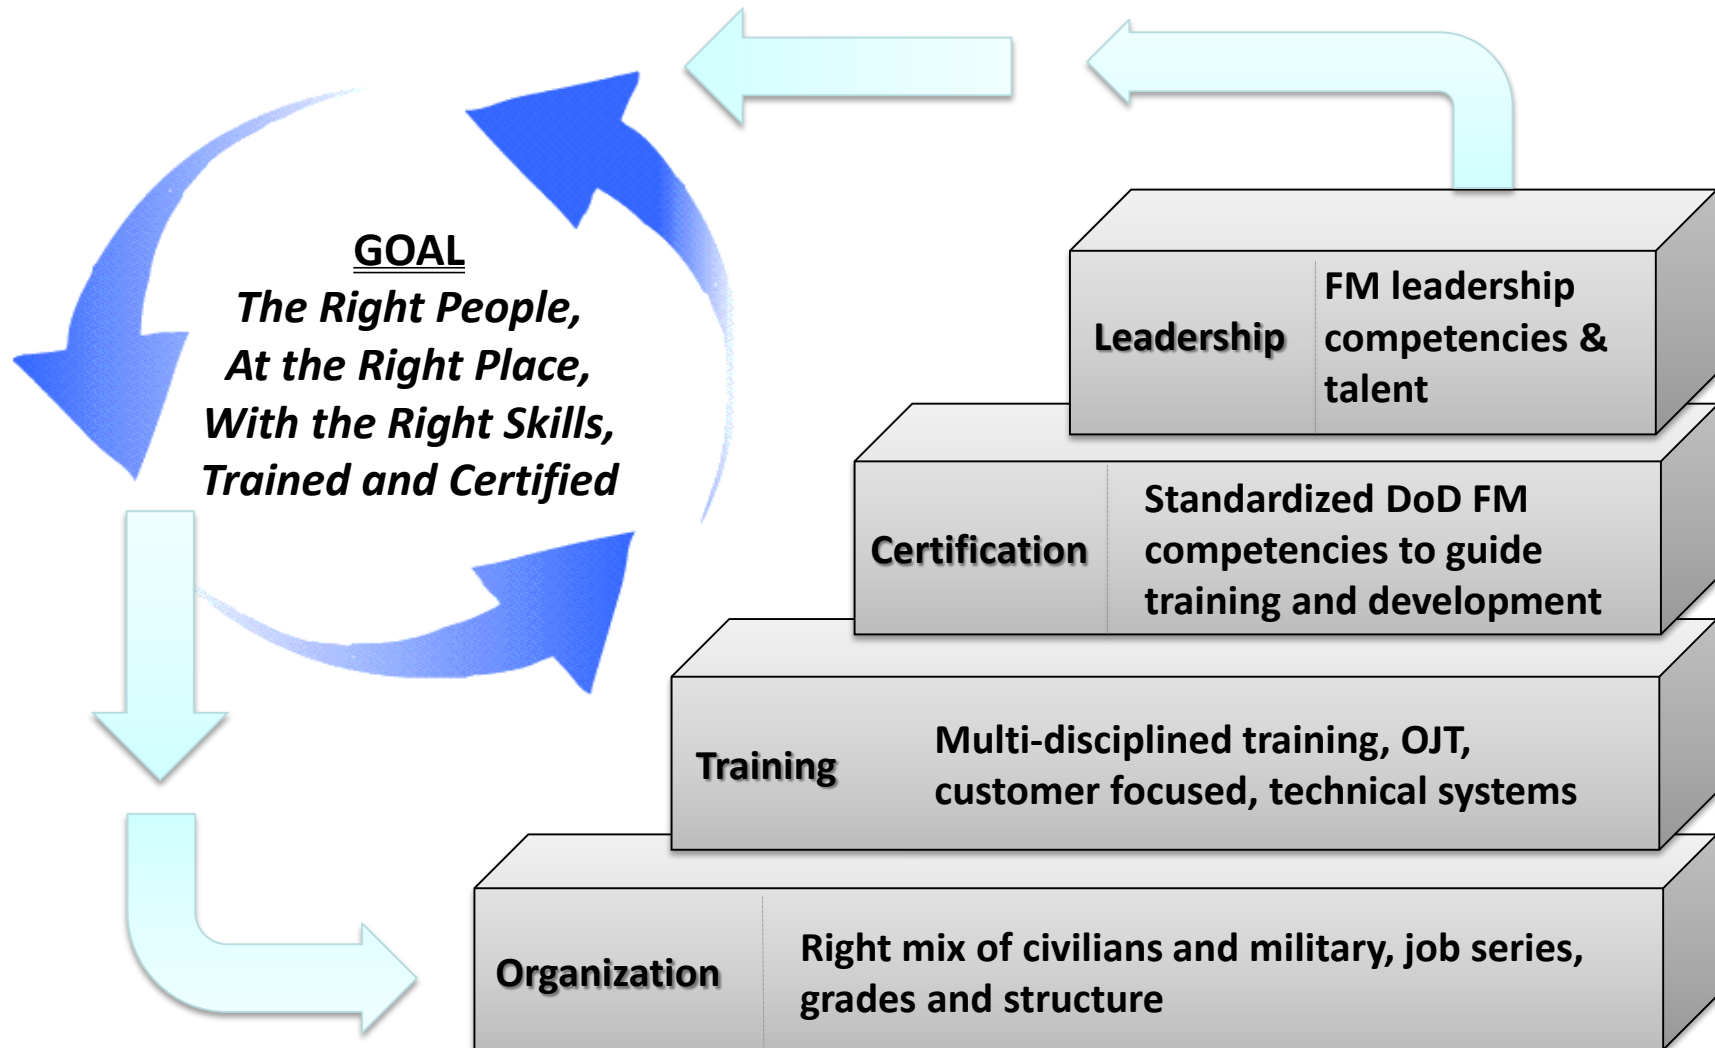 GOAL
The Right People,
At the Right Place,
With the Right Skills,
Trained and Certified
Leadership
FM leadership
competencies &
talent
Certification
Standardized DoD FM
competencies to guide
training and development
Training
Multi-disciplined training, OJT,
customer focused, technical systems
Organization
Right mix of civilians and military, job series,
grades and structure